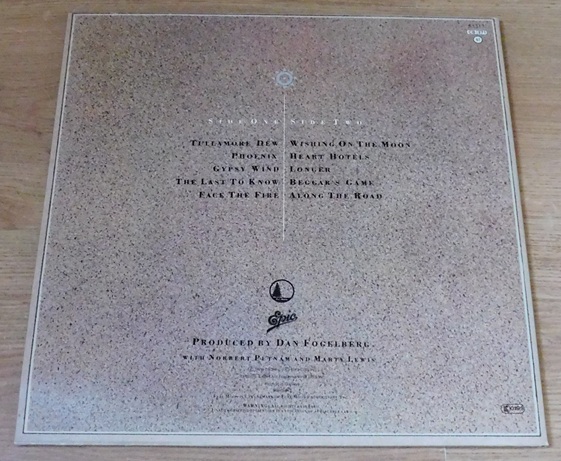 Side One Side Two
Tullamore Dew Wishing On The Moon
Phoenix Heart Hotels
Gypsy Wind Longer
The Last To Know Beggar's Game
Face The Fire Along The Road
Epic
Produced by Dan Fogelberg
with Norbert Putnam and Marty Lewis